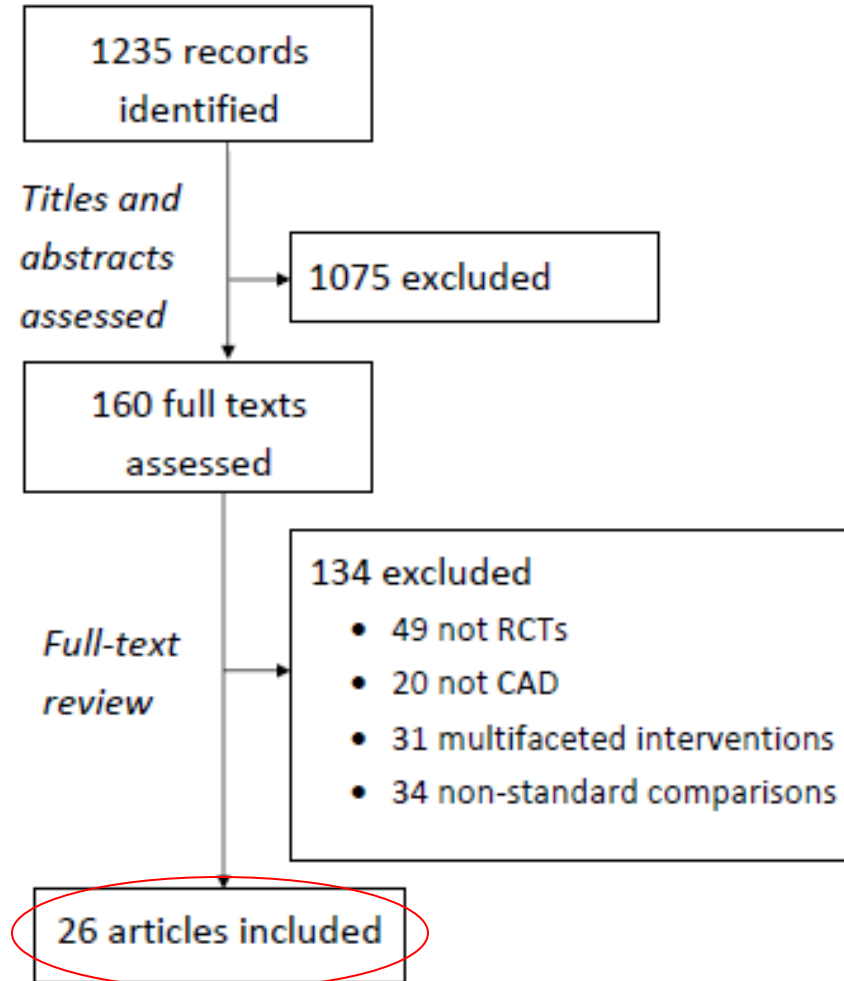 1235 records
identified
Titles and
abstracts
assessed
1075 excluded
160 full texts
assessed
134 excluded
• 49 not RCTs
• 20 not CAD
• 31 multifaceted interventions
• 34 non-standard comparisons
Full-text
review
26 articles included